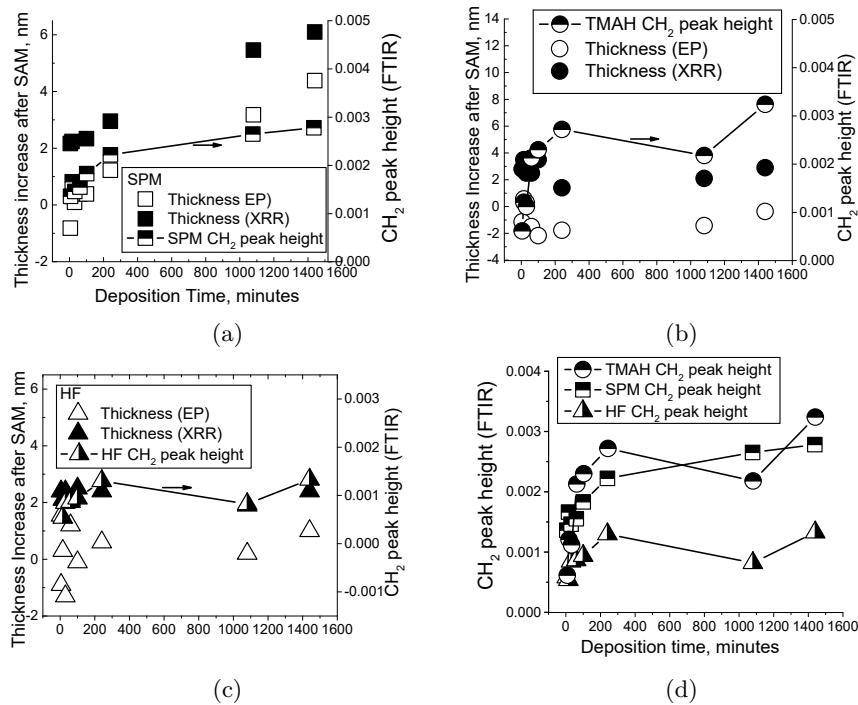 0.005
6
0.004
4
0.003
2
0.002
SPM
Thickness EP)
Thickness (XRR)
SPM CH₂ peak height
0
0.001
-2
0.000
0 200 400 600 800 1000 1200 1400 1600
Thickness increase after SAM, nm
CH₂ peak height (FTIR)
Deposition Time, minutes
(a)
14
12
10
8
6
4
2
0
-2
-4
0.005
0.004
0.003
0.002
0.001
0.000
TMAH CH₂ peak height
Thickness (EP)
Thickness (XRR)
0 200 400 600 800 1000 1200 1400 1600
Thickness Increase after SAM, nm
CH₂ peak height (FTIR)
(b)
6
4
2
0
-2
0.003
0.002
0.001
0.000
-0.001
HF
Thickness (EP)
Thickness (XRR)
HF CH₂ peak height
0 200 400 600 800 1000 1200 1400 1600
Thickness Increase after SAM, nm
CH₂ peak height (FTIR)
(c)
0.004
0.003
0.002
0.001
0.000
TMAH CH₂ peak height
SPM CH₂ peak height
HF CH₂ peak height
0 200 400 600 800 1000 1200 1400 1600
CH₂ peak height (FTIR)
Deposition time, minutes
(d)